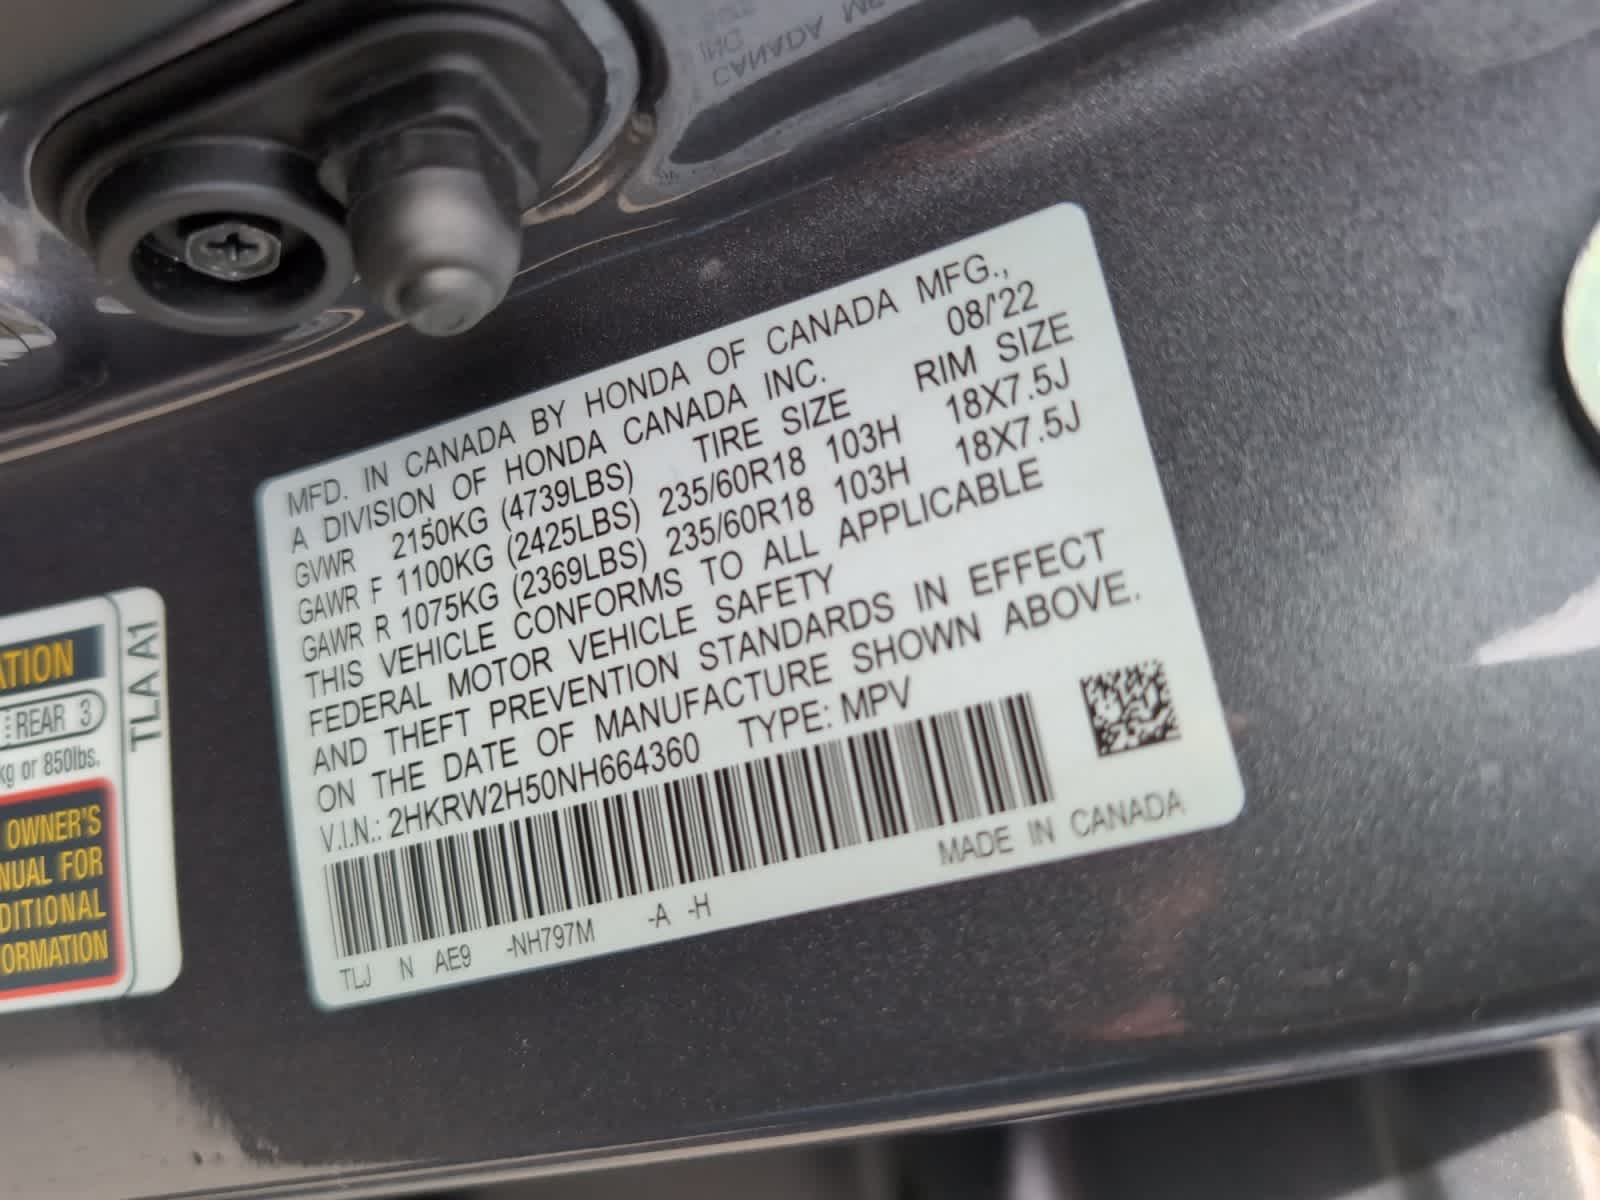 MFD. IN CANADA BY HONDA OF CANADA MFG.,
A DIVISION OF HONDA CANADA INC. 08/'22
GVWR 2150KG (4739LBS) TIRE SIZE RIM SIZE
GAWR F 1100KG (2425LBS) 235/60R18 103H 18X7.5J
GAWR R 1075KG (2369LBS) 235/60R18 103H 18X7.5J
THIS VEHICLE CONFORMS TO ALL APPLICABLE
FEDERAL MOTOR VEHICLE SAFETY
AND THEFT PREVENTION STANDARDS IN EFFECT
ON THE DATE OF MANUFACTURE SHOWN ABOVE.
V.I.N.: 2HKRW2H50NH664360 TYPE: MPV
MADE IN CANADA
TLJ N AE9 -NH797M -A -H
ATION
REAR 3
kg or 850lbs.
OWNER'S
NUAL FOR
DITIONAL
ORMATION
TLA A1
CANADA